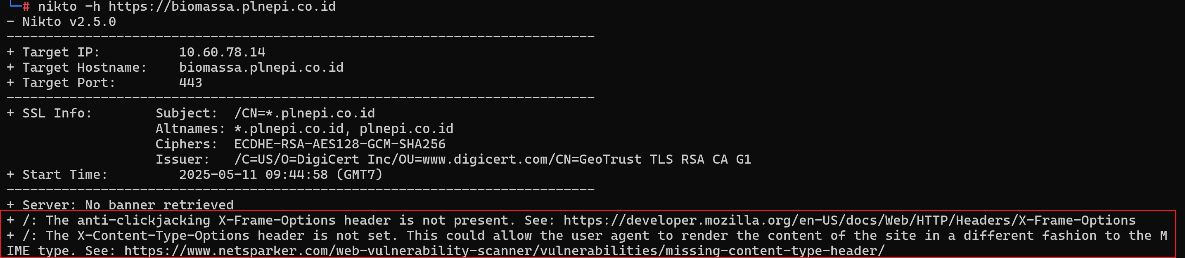 └─# nikto -h https://biomassa.plnepi.co.id
- Nikto v2.5.0
---------------------------------------------------------------------------
+ Target IP:          10.60.78.14
+ Target Hostname:    biomassa.plnepi.co.id
+ Target Port:        443
---------------------------------------------------------------------------
+ SSL Info:        Subject:  /CN=*.plnepi.co.id
                   Altnames: *.plnepi.co.id, plnepi.co.id
                   Ciphers:  ECDHE-RSA-AES128-GCM-SHA256
                   Issuer:   /C=US/O=DigiCert Inc/OU=www.digicert.com/CN=GeoTrust TLS RSA CA G1
+ Start Time:         2025-05-11 09:44:58 (GMT7)
---------------------------------------------------------------------------
+ Server: No banner retrieved
+ /: The anti-clickjacking X-Frame-Options header is not present. See: https://developer.mozilla.org/en-US/docs/Web/HTTP/Headers/X-Frame-Options
+ /: The X-Content-Type-Options header is not set. This could allow the user agent to render the content of the site in a different fashion to the M
IME type. See: https://www.netsparker.com/web-vulnerability-scanner/vulnerabilities/missing-content-type-header/